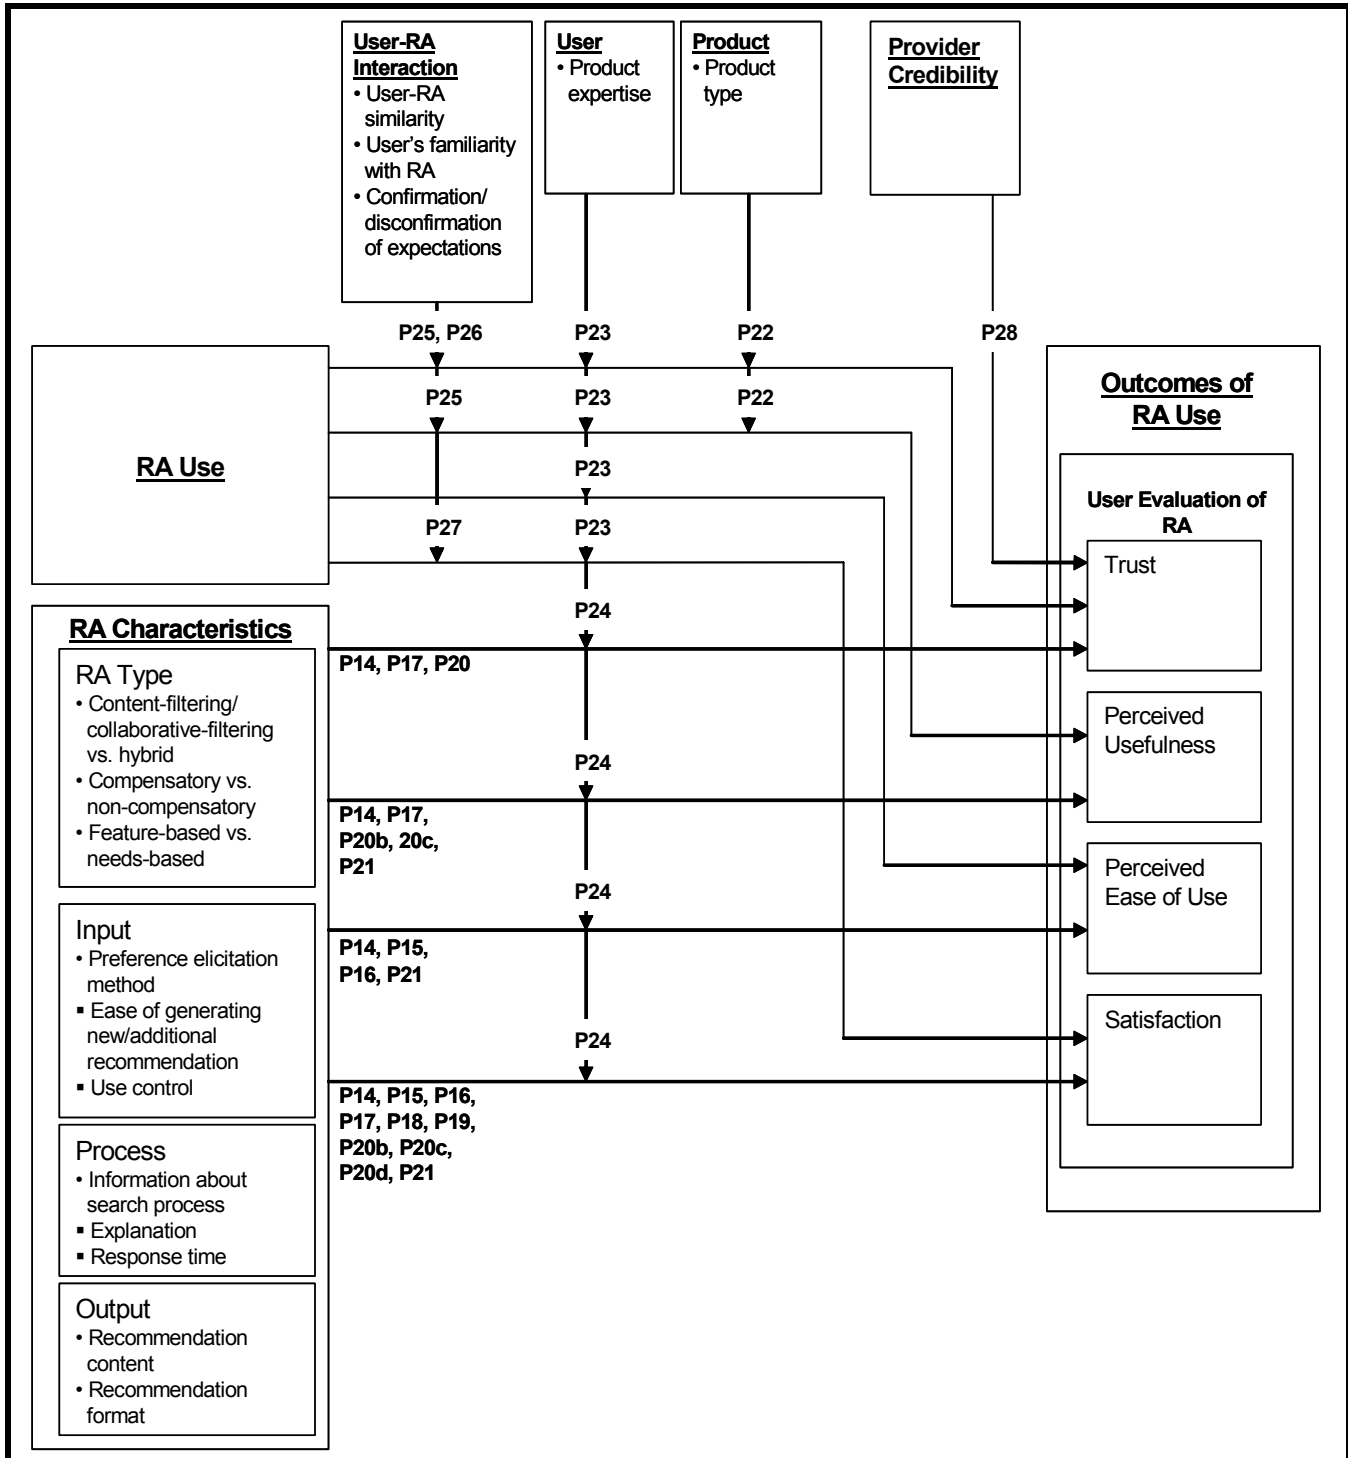 User-RA
Interaction
• User-RA
similarity
• User's familiarity
with RA
• Confirmation/
disconfirmation
of expectations
User
• Product
expertise
Product
• Product
type
Provider
Credibility
P25, P26
P23
P22
P28
RA Use
P25
P23
P22
P23
P27
P23
P24
Outcomes of
RA Use
User Evaluation of
RA
Trust
Perceived
Usefulness
Perceived
Ease of Use
Satisfaction
RA Characteristics
RA Type
• Content-filtering/
collaborative-filtering
vs. hybrid
• Compensatory vs.
non-compensatory
• Feature-based vs.
needs-based
Input
• Preference elicitation
method
▪ Ease of generating
new/additional
recommendation
▪ Use control
Process
• Information about
search process
▪ Explanation
▪ Response time
Output
• Recommendation
content
• Recommendation
format
P14, P17, P20
P24
P14, P17,
P20b, 20c,
P21
P24
P14, P15,
P16, P21
P24
P14, P15, P16,
P17, P18, P19,
P20b, P20c,
P20d, P21